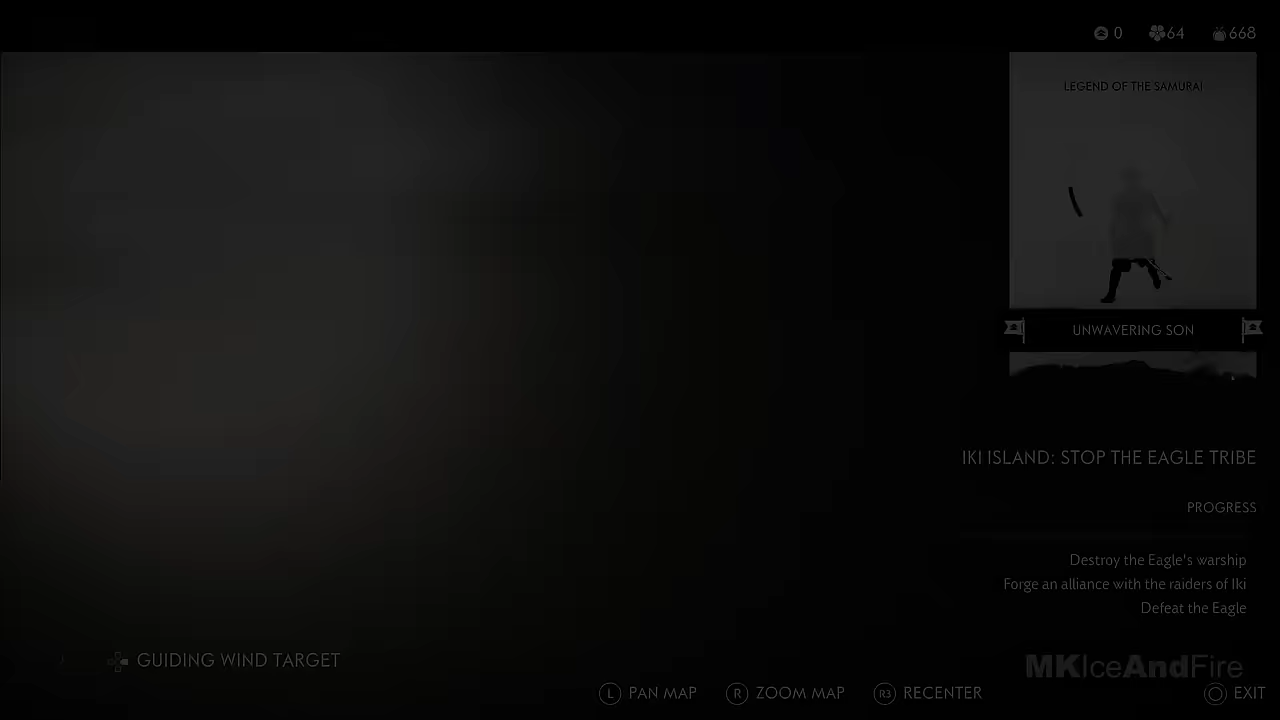 0 64 668
LEGEND OF THE SAMURAI
UNWAVERING SON
IKI ISLAND: STOP THE EAGLE TRIBE
PROGRESS
Destroy the Eagle's warship
Forge an alliance with the raiders of Iki
Defeat the Eagle
GUIDING WIND TARGET
MKIceAndFire
L PAN MAP R ZOOM MAP R3 RECENTER EXIT